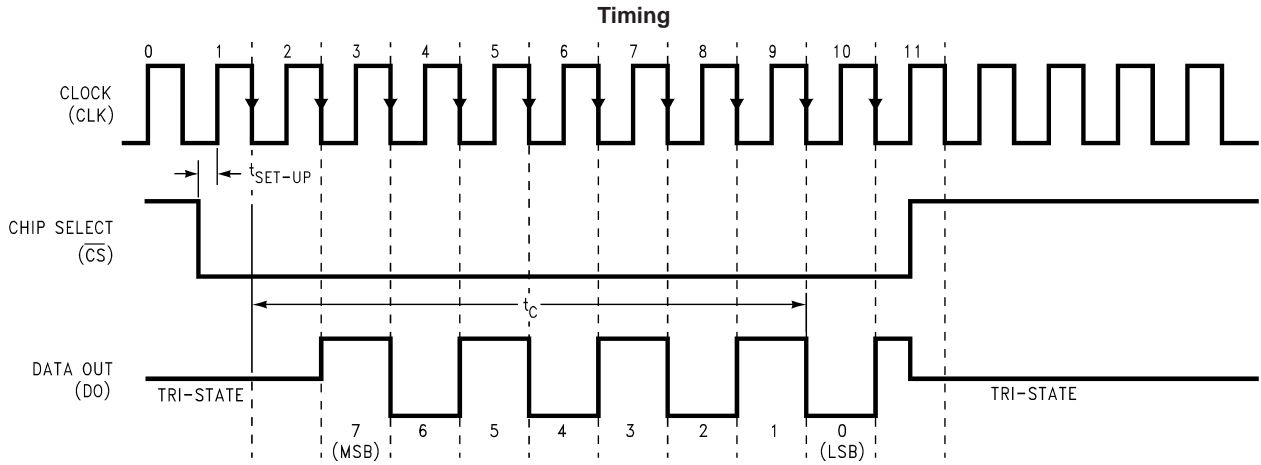 Timing
0 1 2 3 4 5 6 7 8 9 10 11
CLOCK
(CLK)
tSET-UP
CHIP SELECT
(C̅S̅)
tC
DATA OUT
(DO)
TRI-STATE
TRI-STATE
7 6 5 4 3 2 1 0
(MSB) (LSB)